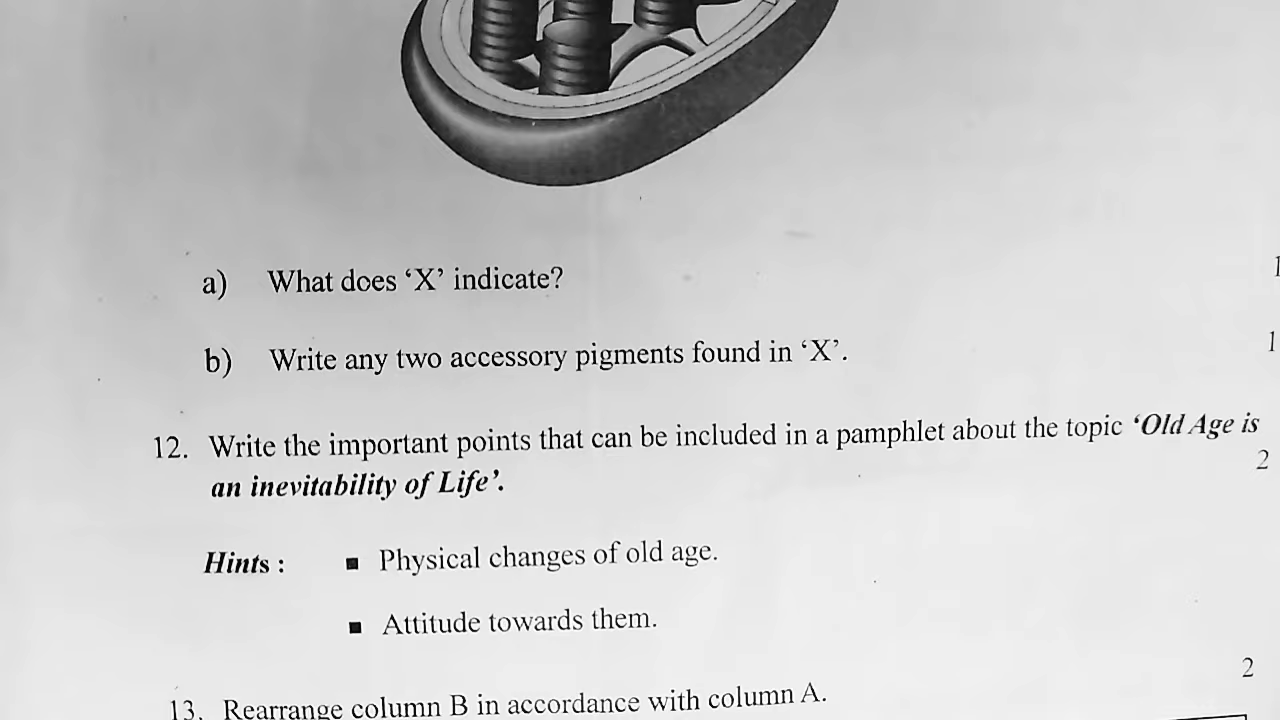 a) What does ‘X’ indicate? 1
b) Write any two accessory pigments found in ‘X’. 1
12. Write the important points that can be included in a pamphlet about the topic ‘Old Age is
an inevitability of Life’. 2
Hints : ▪ Physical changes of old age.
▪ Attitude towards them.
13. Rearrange column B in accordance with column A. 2